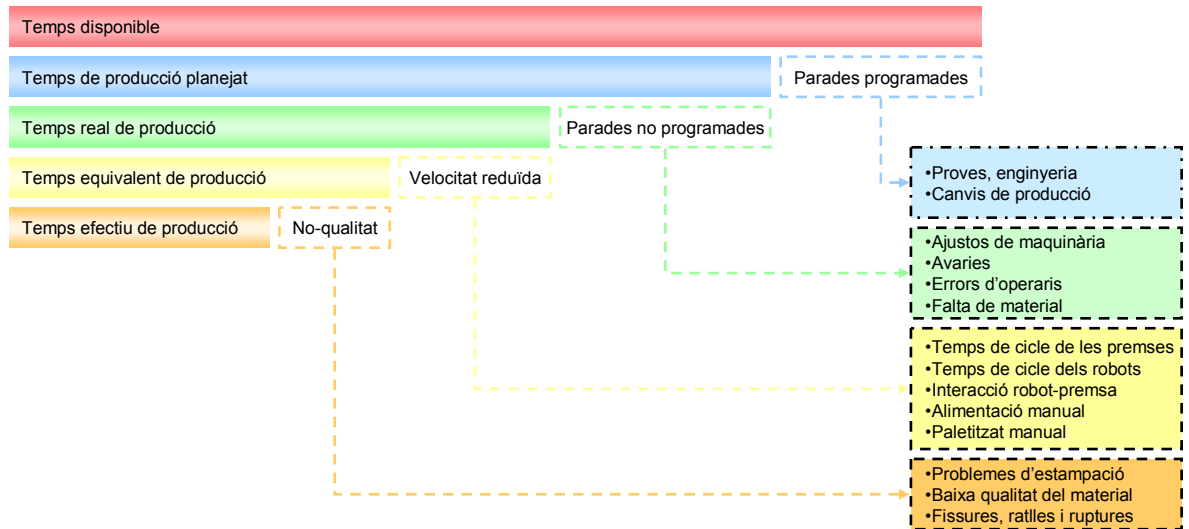 Temps disponible
Temps de producció planejat
Parades programades
Temps real de producció
Parades no programades
Temps equivalent de producció
Velocitat reduïda
Temps efectiu de producció
No-qualitat
•Proves, enginyeria
•Canvis de producció
•Ajustos de maquinària
•Avaries
•Errors d’operaris
•Falta de material
•Temps de cicle de les premses
•Temps de cicle dels robots
•Interacció robot-premsa
•Alimentació manual
•Paletitzat manual
•Problemes d’estampació
•Baixa qualitat del material
•Fissures, ratlles i ruptures